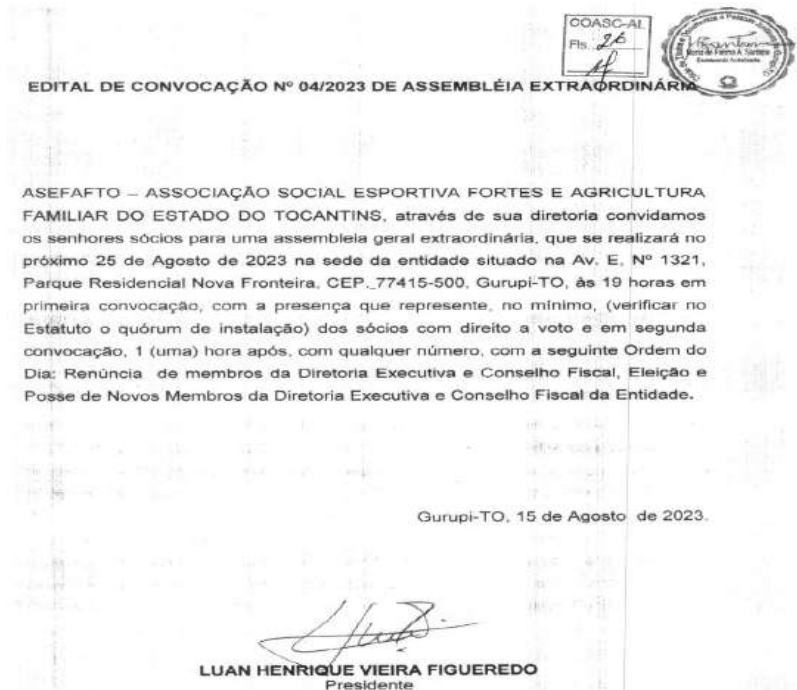 COASC-AL
Fls. 26
Maria de Fátima A. Santana
EDITAL DE CONVOCAÇÃO Nº 04/2023 DE ASSEMBLÉIA EXTRAORDINÁRIA
ASEFAFTO – ASSOCIAÇÃO SOCIAL ESPORTIVA FORTES E AGRICULTURA
FAMILIAR DO ESTADO DO TOCANTINS, através de sua diretoria convidamos
os senhores sócios para uma assembleia geral extraordinária, que se realizará no
próximo 25 de Agosto de 2023 na sede da entidade situado na Av. E, Nº 1321,
Parque Residencial Nova Fronteira, CEP. 77415-500, Gurupi-TO, às 19 horas em
primeira convocação, com a presença que represente, no mínimo, (verificar no
Estatuto o quórum de instalação) dos sócios com direito a voto e em segunda
convocação, 1 (uma) hora após, com qualquer número, com a seguinte Ordem do
Dia: Renúncia de membros da Diretoria Executiva e Conselho Fiscal, Eleição e
Posse de Novos Membros da Diretoria Executiva e Conselho Fiscal da Entidade.
Gurupi-TO, 15 de Agosto de 2023.
LUAN HENRIQUE VIEIRA FIGUEREDO
Presidente